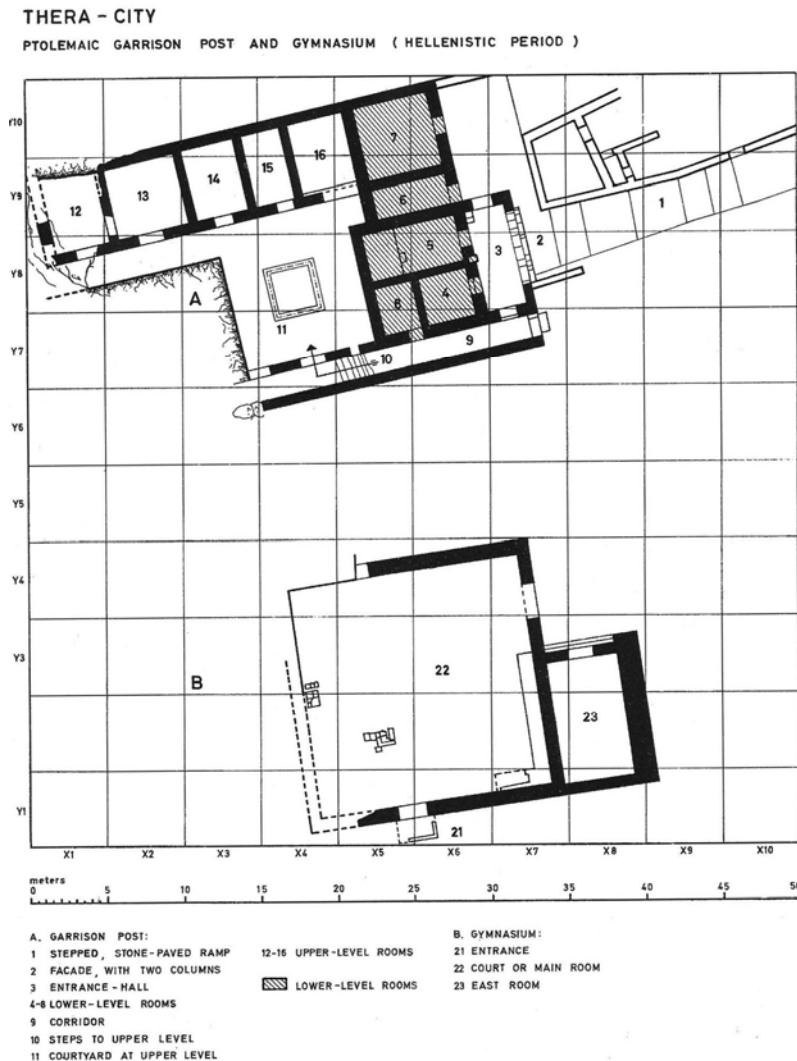 THERA - CITY
PTOLEMAIC GARRISON POST AND GYMNASIUM ( HELLENISTIC PERIOD )
Y10
7
16
15
14
13
12
Y9
6
1
2
3
5
Y8
A
11
8
4
9
10
Y7
Y6
Y5
Y4
Y3
B
22
23
Y1
21
X1 X2 X3 X4 X5 X6 X7 X8 X9 X10
meters
0 5 10 15 20 25 30 35 40 45 50
A. GARRISON POST:
1 STEPPED, STONE-PAVED RAMP
2 FACADE, WITH TWO COLUMNS
3 ENTRANCE-HALL
4-8 LOWER-LEVEL ROOMS
9 CORRIDOR
10 STEPS TO UPPER LEVEL
11 COURTYARD AT UPPER LEVEL
12-16 UPPER-LEVEL ROOMS
LOWER-LEVEL ROOMS
B. GYMNASIUM:
21 ENTRANCE
22 COURT OR MAIN ROOM
23 EAST ROOM